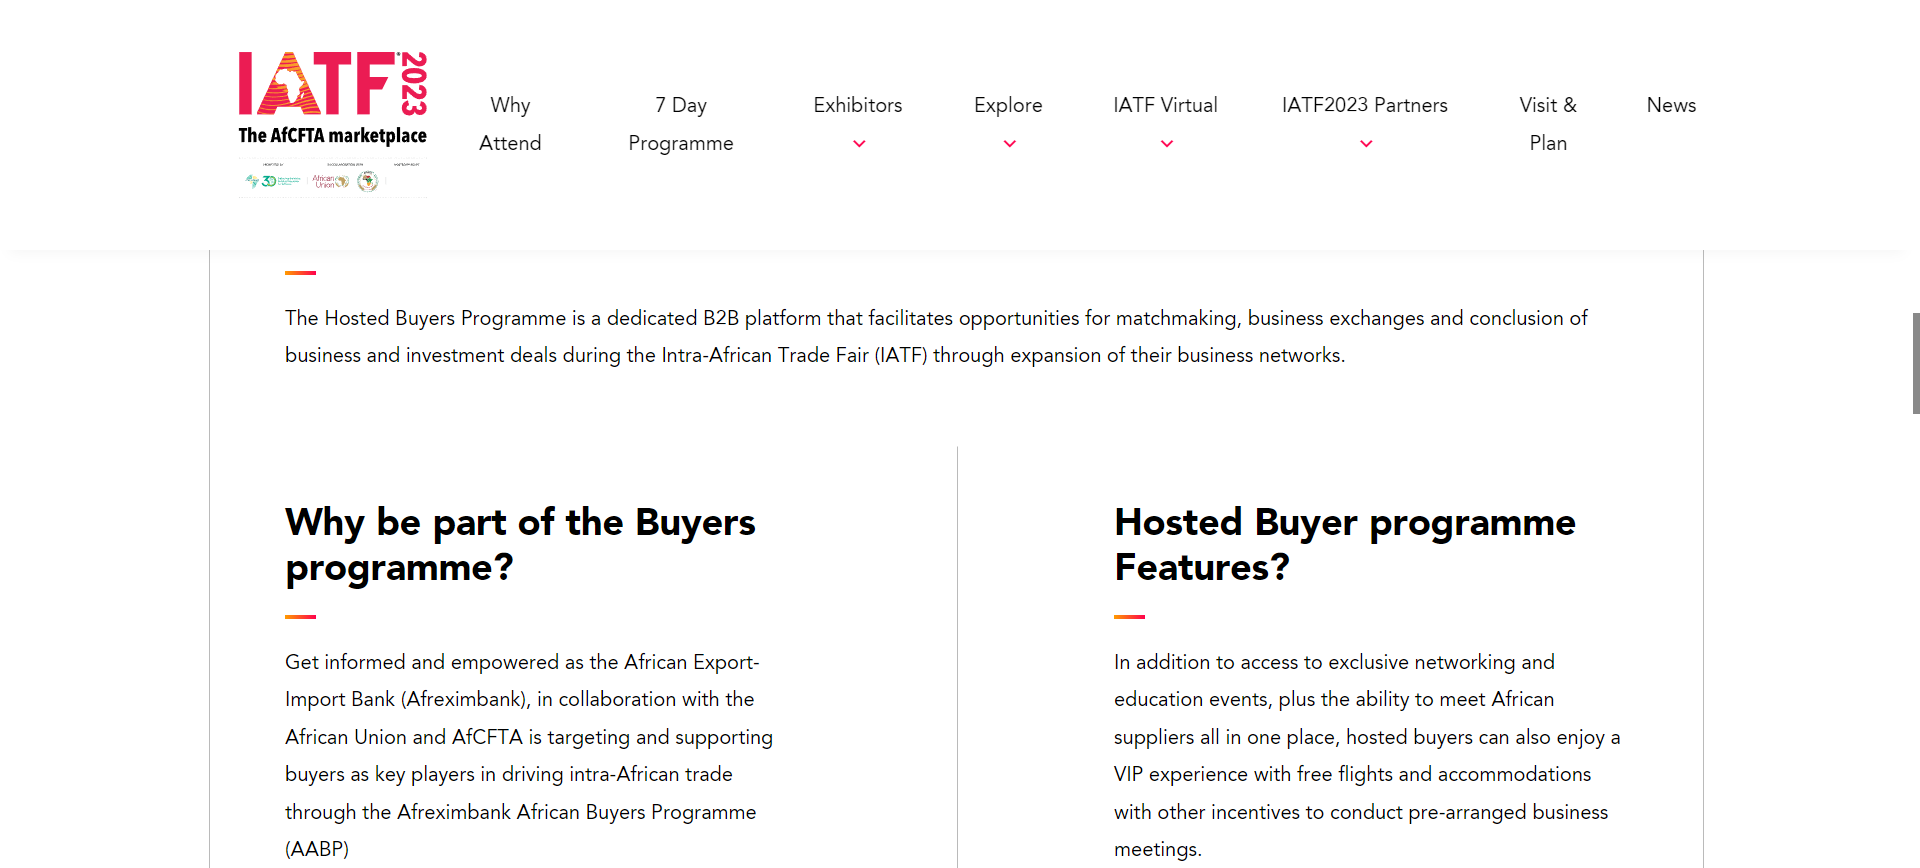 IATF 2023
The AfCFTA marketplace
African
Union
Why
Attend
7 Day
Programme
Exhibitors
Explore
IATF Virtual
IATF2023 Partners
Visit &
Plan
News
The Hosted Buyers Programme is a dedicated B2B platform that facilitates opportunities for matchmaking, business exchanges and conclusion of
business and investment deals during the Intra-African Trade Fair (IATF) through expansion of their business networks.
Why be part of the Buyers
programme?
Get informed and empowered as the African Export-
Import Bank (Afreximbank), in collaboration with the
African Union and AfCFTA is targeting and supporting
buyers as key players in driving intra-African trade
through the Afreximbank African Buyers Programme
(AABP)
Hosted Buyer programme
Features?
In addition to access to exclusive networking and
education events, plus the ability to meet African
suppliers all in one place, hosted buyers can also enjoy a
VIP experience with free flights and accommodations
with other incentives to conduct pre-arranged business
meetings.